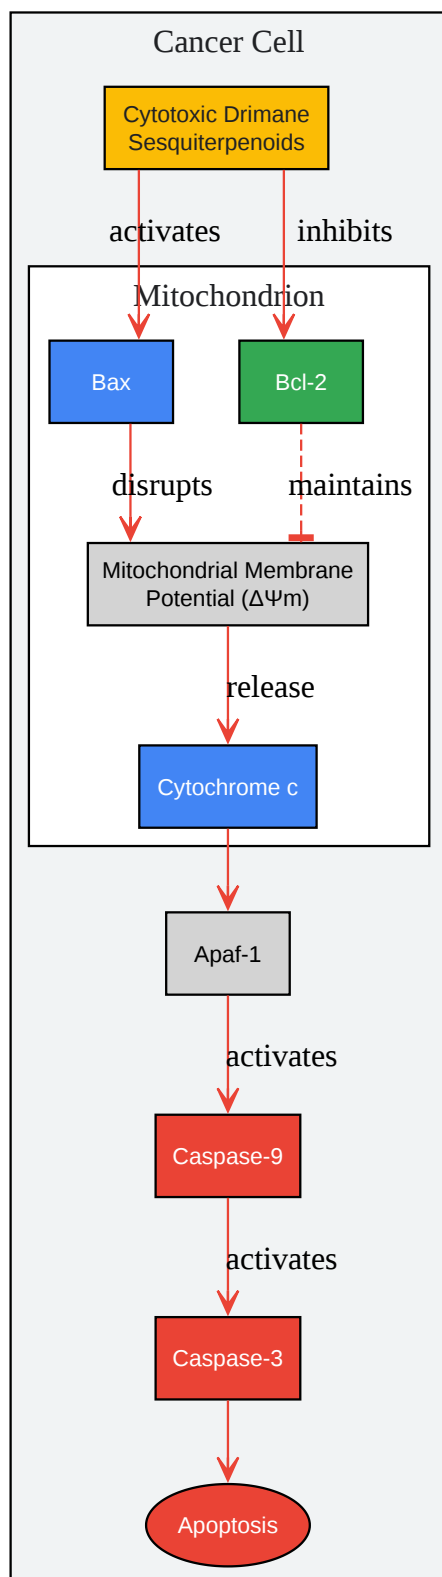 Cancer Cell
Cytotoxic Drimane
Sesquiterpenoids
activates
inhibits
Mitochondrion
Bax
Bcl-2
disrupts
maintains
Mitochondrial Membrane
Potential (ΔΨm)
release
Cytochrome c
Apaf-1
activates
Caspase-9
activates
Caspase-3
Apoptosis